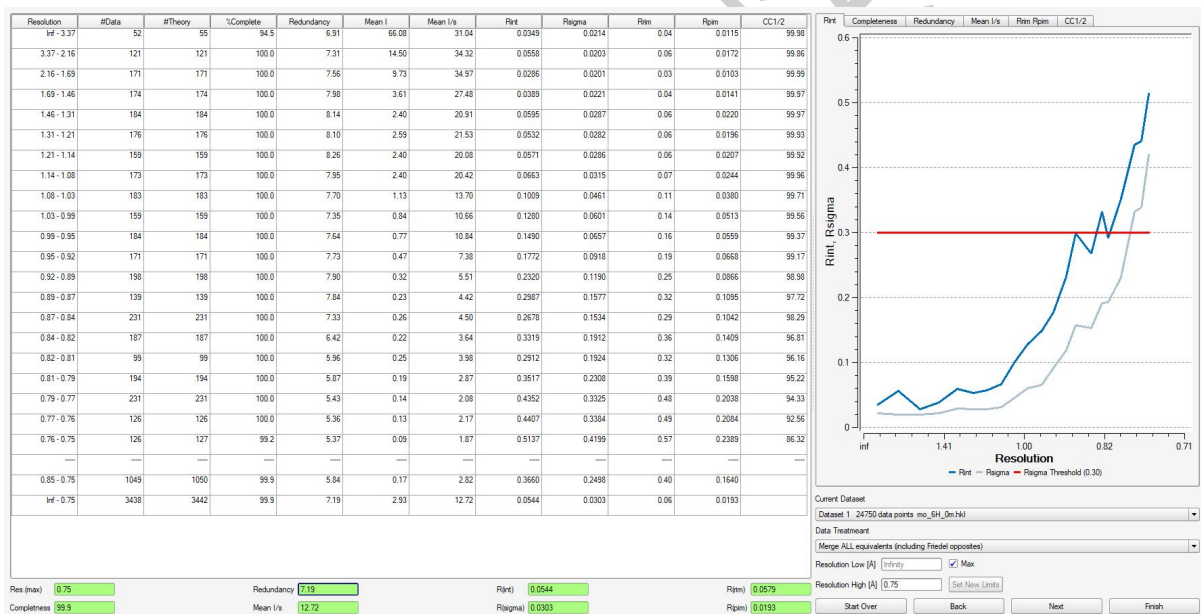 Resolution #Data #Theory %Complete Redundancy Mean I Mean I/s Rint Rsigma Rrim Rpim CC1/2
Inf - 3.37 52 55 94.5 6.91 66.08 31.04 0.0349 0.0214 0.04 0.0115 99.98
3.37 - 2.16 121 121 100.0 7.31 14.50 34.32 0.0558 0.0203 0.06 0.0172 99.86
2.16 - 1.69 171 171 100.0 7.56 9.73 34.97 0.0286 0.0201 0.03 0.0103 99.99
1.69 - 1.46 174 174 100.0 7.98 3.61 27.48 0.0389 0.0221 0.04 0.0141 99.97
1.46 - 1.31 184 184 100.0 8.14 2.40 20.91 0.0595 0.0287 0.06 0.0220 99.97
1.31 - 1.21 176 176 100.0 8.10 2.59 21.53 0.0532 0.0282 0.06 0.0196 99.93
1.21 - 1.14 159 159 100.0 8.26 2.40 20.08 0.0571 0.0286 0.06 0.0207 99.92
1.14 - 1.08 173 173 100.0 7.95 2.40 20.42 0.0663 0.0315 0.07 0.0244 99.96
1.08 - 1.03 183 183 100.0 7.70 1.13 13.70 0.1009 0.0461 0.11 0.0380 99.71
1.03 - 0.99 159 159 100.0 7.35 0.84 10.66 0.1280 0.0601 0.14 0.0513 99.56
0.99 - 0.95 184 184 100.0 7.64 0.77 10.84 0.1490 0.0657 0.16 0.0559 99.37
0.95 - 0.92 171 171 100.0 7.73 0.47 7.38 0.1772 0.0918 0.19 0.0668 99.17
0.92 - 0.89 198 198 100.0 7.90 0.32 5.51 0.2320 0.1190 0.25 0.0866 98.98
0.89 - 0.87 139 139 100.0 7.84 0.23 4.42 0.2987 0.1577 0.32 0.1095 97.72
0.87 - 0.84 231 231 100.0 7.33 0.26 4.50 0.2678 0.1534 0.29 0.1042 98.29
0.84 - 0.82 187 187 100.0 6.42 0.22 3.64 0.3319 0.1912 0.36 0.1409 96.81
0.82 - 0.81 99 99 100.0 5.96 0.25 3.98 0.2912 0.1924 0.32 0.1306 96.16
0.81 - 0.79 194 194 100.0 5.87 0.19 2.87 0.3517 0.2308 0.39 0.1598 95.22
0.79 - 0.77 231 231 100.0 5.43 0.14 2.08 0.4352 0.3325 0.48 0.2038 94.33
0.77 - 0.76 126 126 100.0 5.36 0.13 2.17 0.4407 0.3384 0.49 0.2084 92.56
0.76 - 0.75 126 127 99.2 5.37 0.09 1.87 0.5137 0.4199 0.57 0.2389 86.32
----- ----- ----- ----- ----- ----- ----- ----- ----- ----- ----- -----
0.85 - 0.75 1049 1050 99.9 5.84 0.17 2.82 0.3660 0.2498 0.40 0.1640
Inf - 0.75 3438 3442 99.9 7.19 2.93 12.72 0.0544 0.0303 0.06 0.0193
Res.(max) 0.75 Redundancy 7.19 R(int) 0.0544 R(rim) 0.0579
Completness 99.9 Mean I/s 12.72 R(sigma) 0.0303 R(pim) 0.0193
Rint Completeness Redundancy Mean I/s Rrim Rpim CC1/2
Rint, Rsigma
0.6
0.5
0.4
0.3
0.2
0.1
0
inf 1.41 1.00 0.82 0.71
Resolution
Rint Rsigma Rsigma Threshold (0.30)
Current Dataset
Dataset 1 24750 data points mo_6H_0m.hkl
Data Treatmeant
Merge ALL equivalents (including Friedel opposites)
Resolution Low [Å] Infinity Max
Resolution High [Å] 0.75 Set New Limits
Start Over Back Next Finish